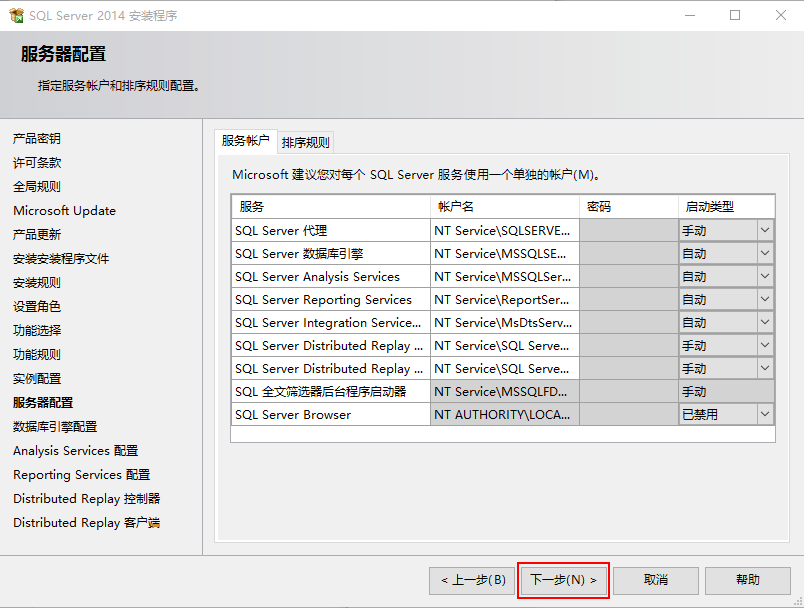 SQL Server 2014 安装程序
服务器配置
指定服务帐户和排序规则配置。
产品密钥
许可条款
全局规则
Microsoft Update
产品更新
安装安装程序文件
安装规则
设置角色
功能选择
功能规则
实例配置
服务器配置
数据库引擎配置
Analysis Services 配置
Reporting Services 配置
Distributed Replay 控制器
Distributed Replay 客户端
服务帐户 排序规则
Microsoft 建议您对每个 SQL Server 服务使用一个单独的帐户(M)。
服务 帐户名 密码 启动类型
SQL Server 代理 NT Service\SQLSERVE... 手动
SQL Server 数据库引擎 NT Service\MSSQLSE... 自动
SQL Server Analysis Services NT Service\MSSQLSer... 自动
SQL Server Reporting Services NT Service\ReportSer... 自动
SQL Server Integration Service... NT Service\MsDtsServ... 自动
SQL Server Distributed Replay ... NT Service\SQL Serve... 手动
SQL Server Distributed Replay ... NT Service\SQL Serve... 手动
SQL 全文筛选器后台程序启动器 NT Service\MSSQLFD... 手动
SQL Server Browser NT AUTHORITY\LOCA... 已禁用
< 上一步(B) 下一步(N) > 取消 帮助